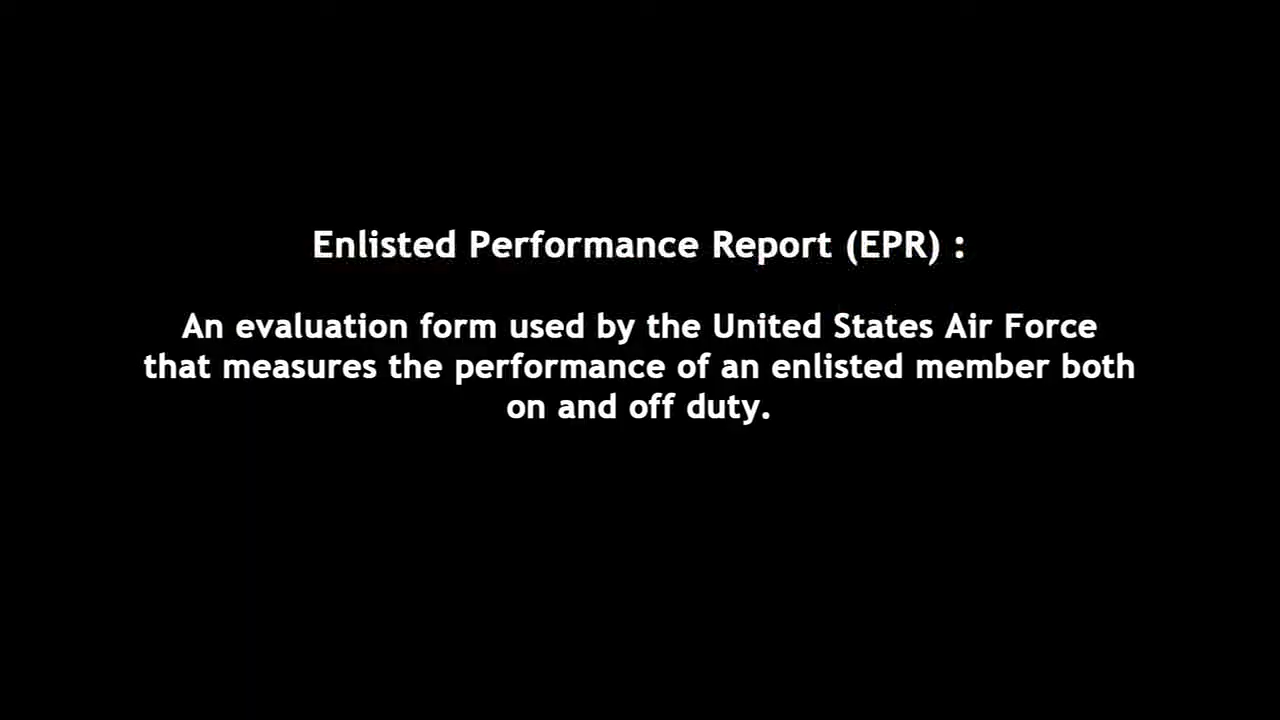 Enlisted Performance Report (EPR) :
An evaluation form used by the United States Air Force
that measures the performance of an enlisted member both
on and off duty.